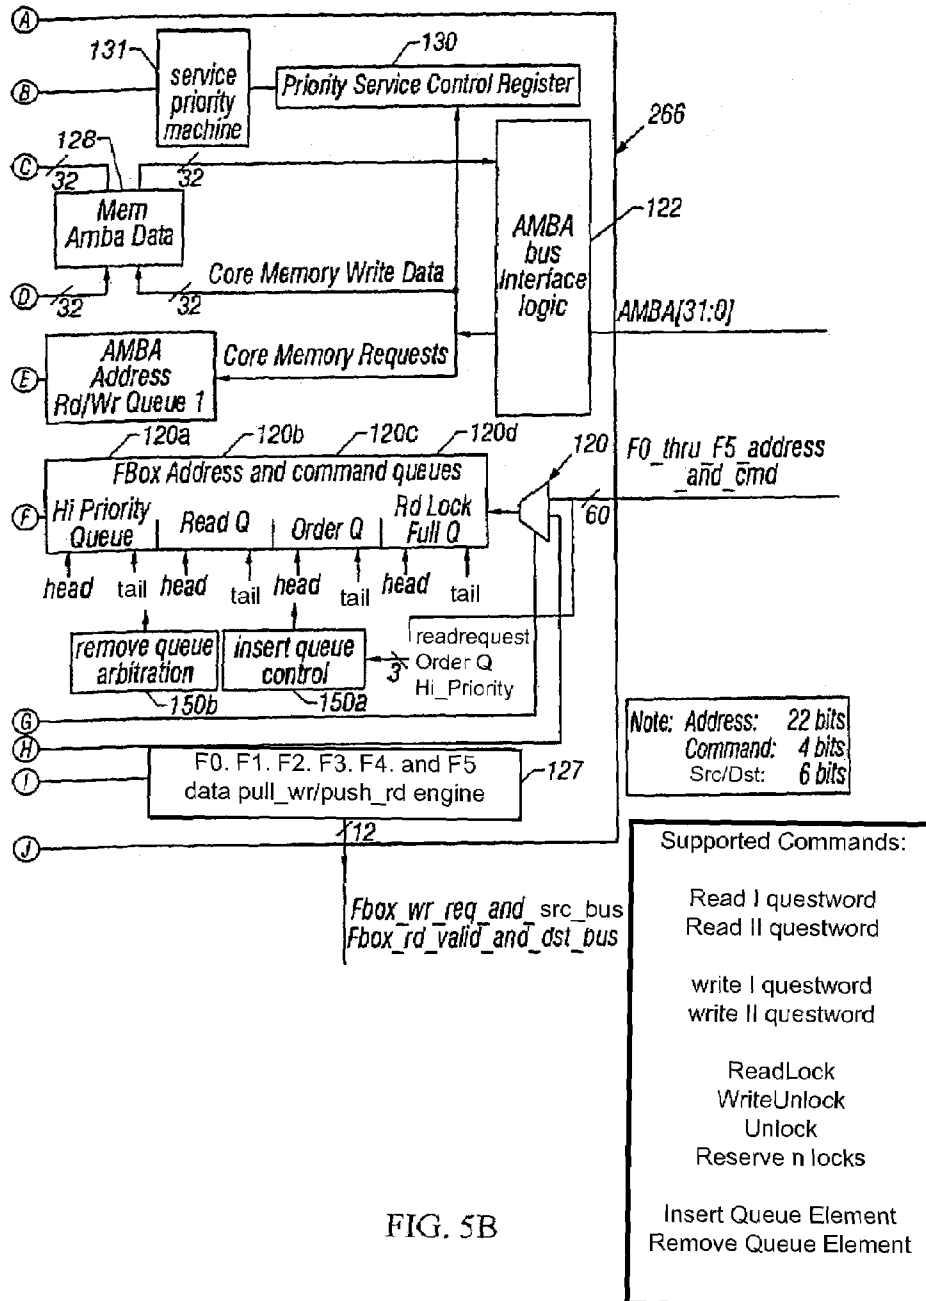 A
131
130
B
service
priority
machine
Priority Service Control Register
266
128
C
32
32
122
Mem
Amba Data
AMBA
bus
Interface
logic
Core Memory Write Data
D
32
32
AMBA[31:0]
AMBA
Address
Rd/Wr Queue 1
Core Memory Requests
E
120a
120b
120c
120d
120
F0_thru_F5_address
_and_cmd
FBox Address and command queues
F
Hi Priority
Queue
Read Q
Order Q
Rd Lock
Full Q
60
head
tail
head
tail
head
tail
head
tail
remove queue
arbitration
insert queue
control
3
readrequest
Order Q
Hi_Priority
150b
150a
G
H
Note: Address: 22 bits
Command: 4 bits
Src/Dst: 6 bits
I
F0. F1. F2. F3. F4. and F5
data pull_wr/push_rd engine
127
12
J
Supported Commands:
Read I questword
Read II questword
write I questword
write II questword
ReadLock
WriteUnlock
Unlock
Reserve n locks
Insert Queue Element
Remove Queue Element
Fbox_wr_req_and_ src_bus
Fbox_rd_valid_and_dst_bus
FIG. 5B